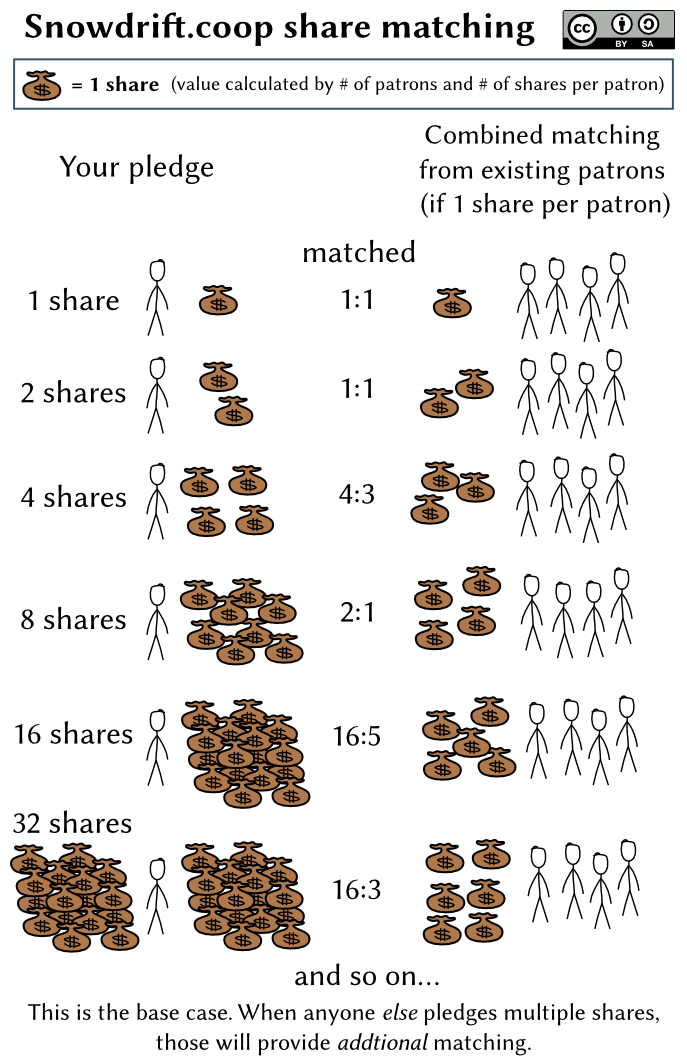 Snowdrift.coop share matching
cc BY SA
$ = 1 share (value calculated by # of patrons and # of shares per patron)
Your pledge
Combined matching
from existing patrons
(if 1 share per patron)
matched
1 share 1:1
2 shares 1:1
4 shares 4:3
8 shares 2:1
16 shares 16:5
32 shares
16:3
and so on...
This is the base case. When anyone else pledges multiple shares,
those will provide addtional matching.